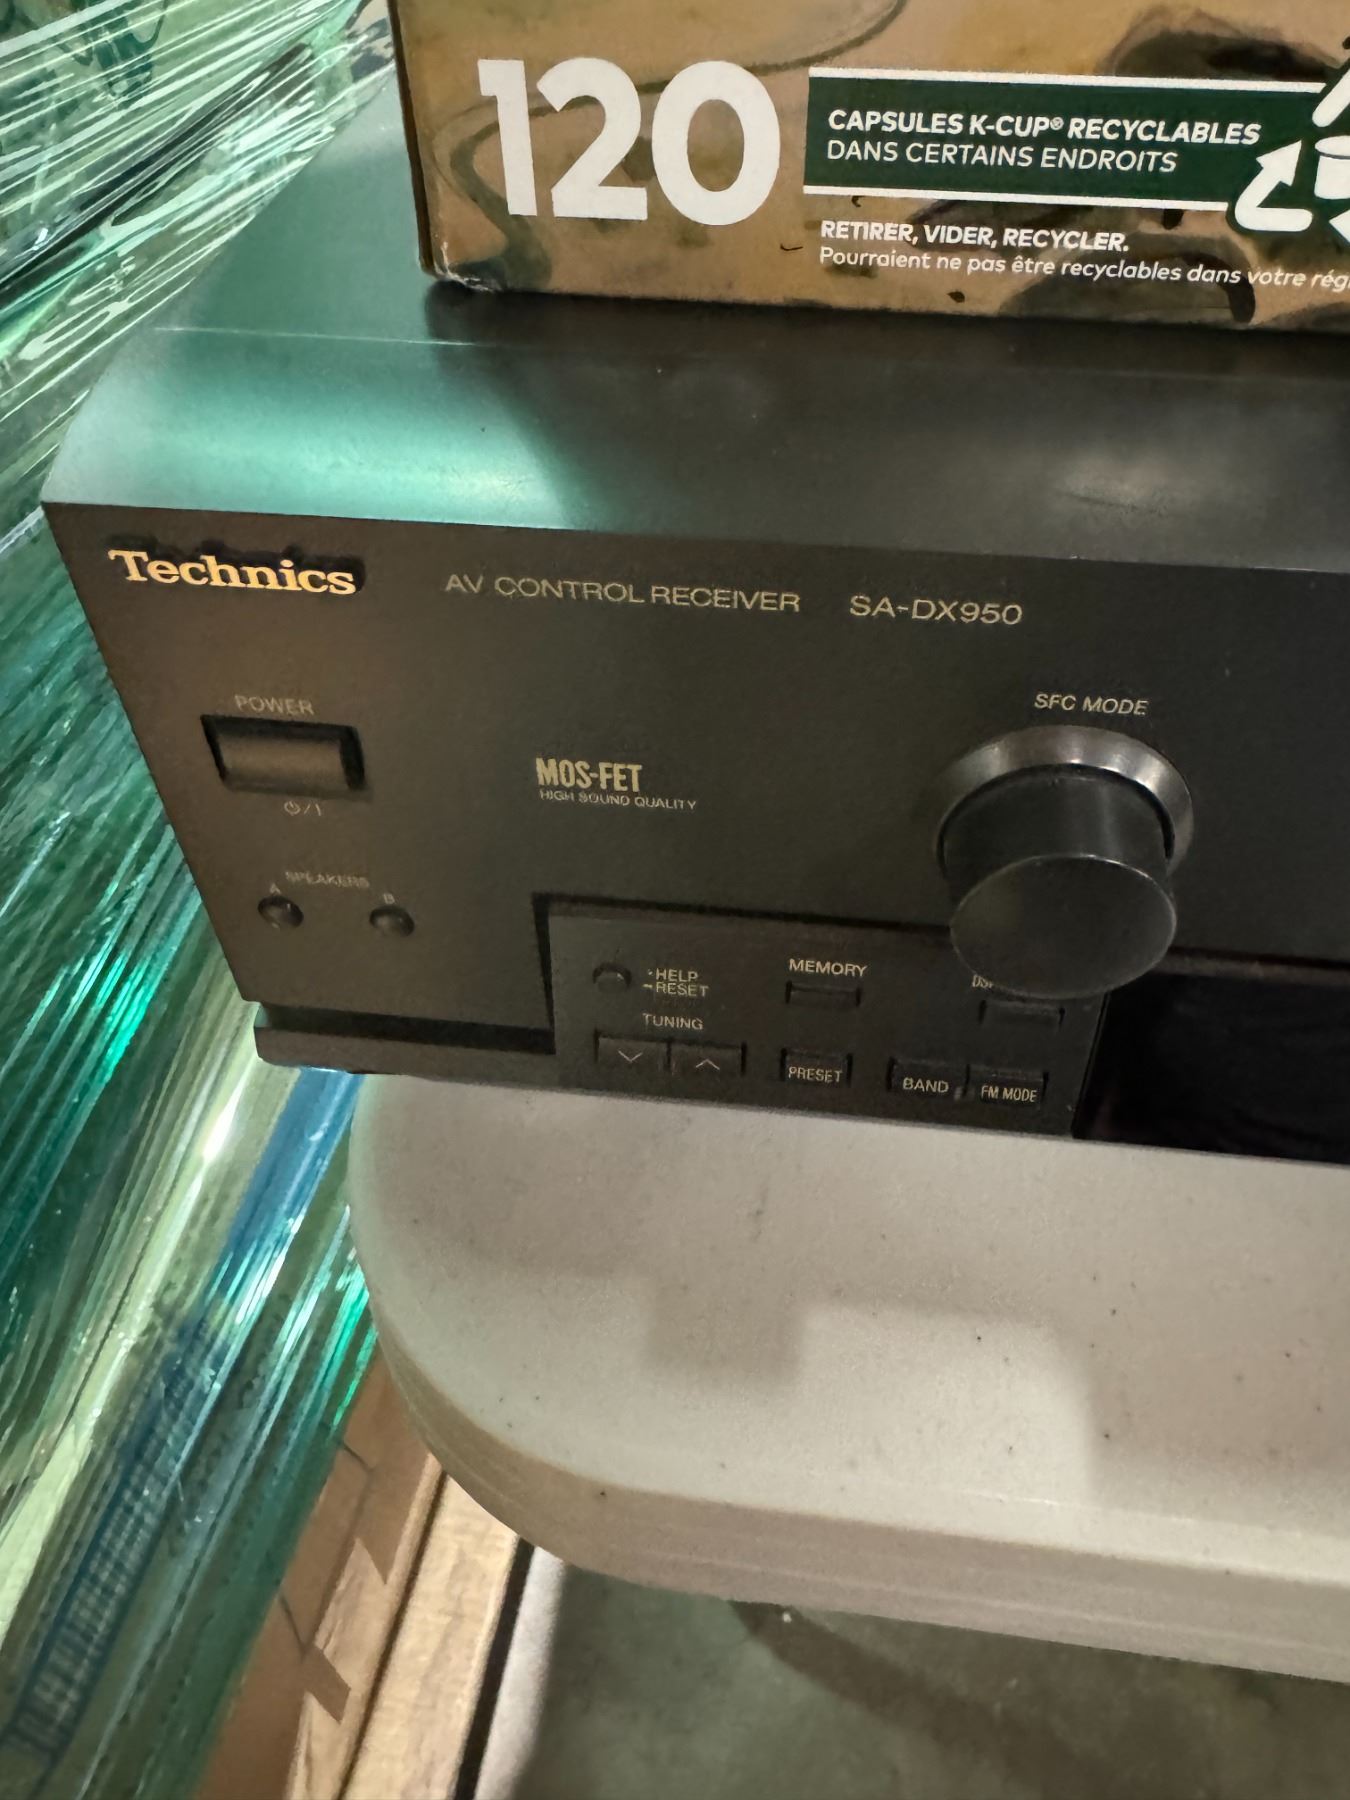 120
CAPSULES K-CUP® RECYCLABLES
DANS CERTAINS ENDROITS
RETIRER, VIDER, RECYCLER.
Pourraient ne pas être recyclables dans votre
Technics
AV CONTROL RECEIVER SA-DX950
POWER
SFC MODE
MOS-FET
HIGH SOUND QUALITY
⏻/I
SPEAKERS
A B
MEMORY
·HELP
–RESET
TUNING
PRESET
BAND
FM MODE